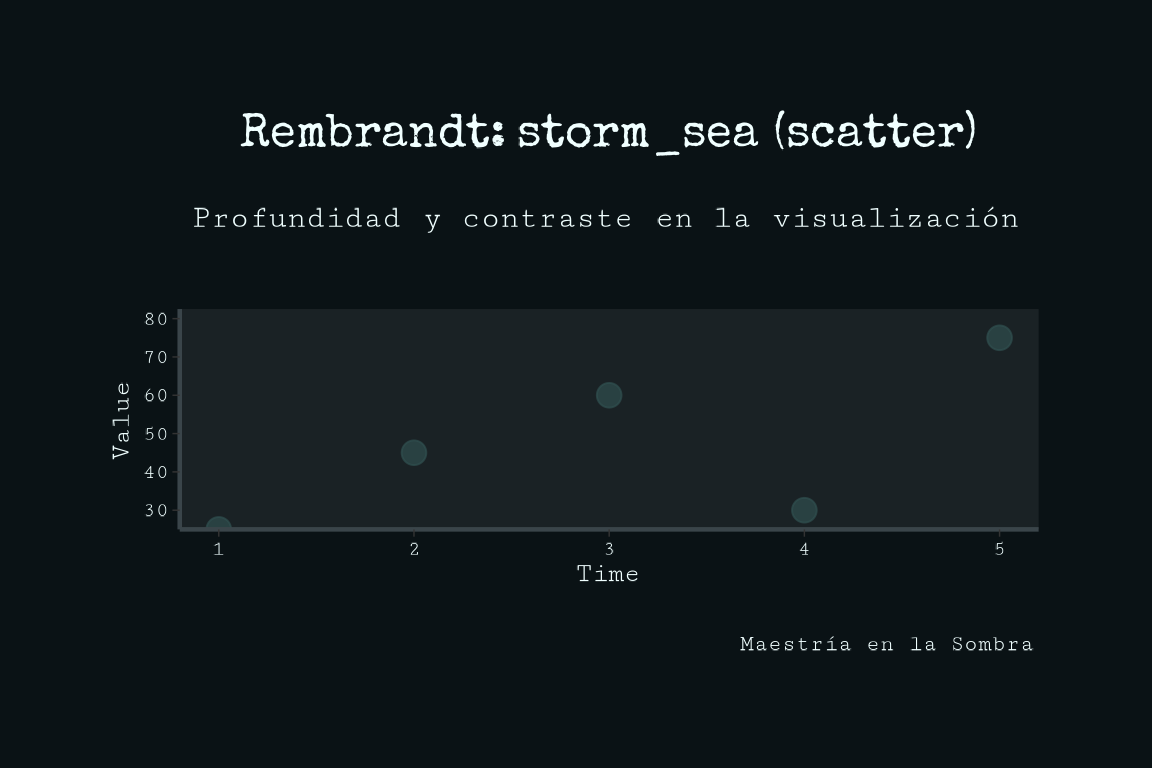 Rembrandt: storm_sea (scatter)
Profundidad y contraste en la visualización
80
70
60
50
40
30
Value
1 2 3 4 5
Time
Maestría en la Sombra